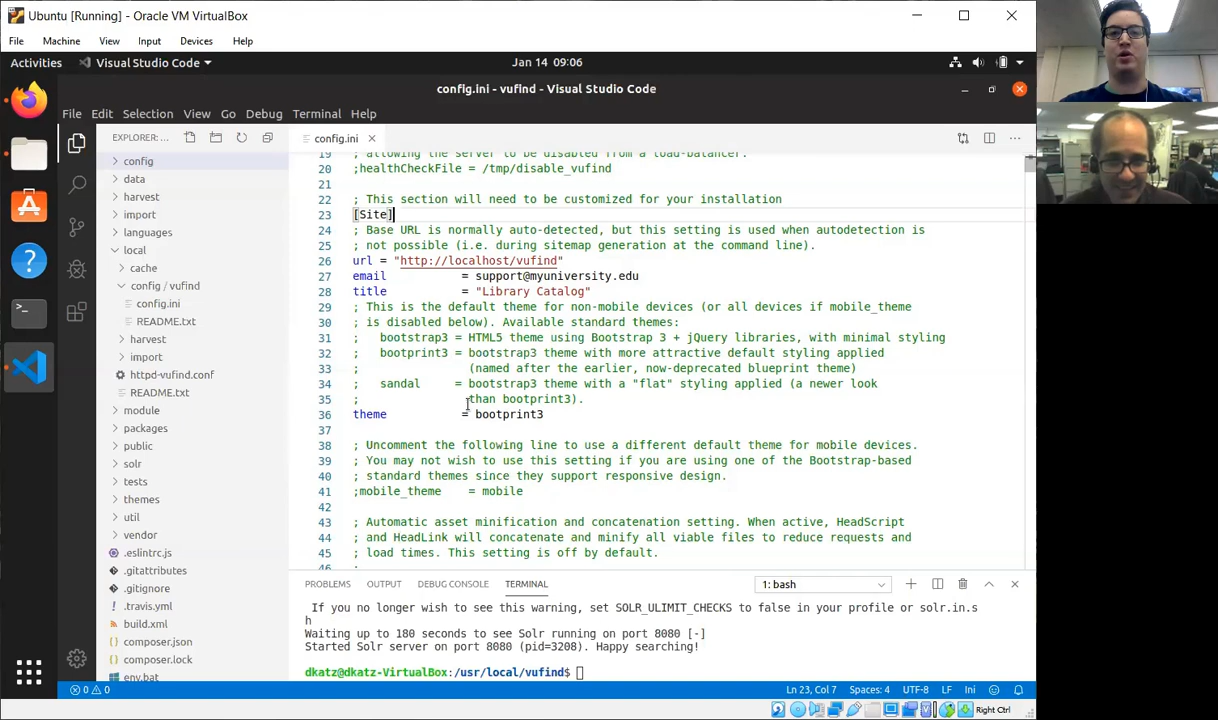 Ubuntu [Running] - Oracle VM VirtualBox
File Machine View Input Devices Help
Activities Visual Studio Code Jan 14 09:06
config.ini - vufind - Visual Studio Code
File Edit Selection View Go Debug Terminal Help
EXPLORER: ...
config
data
harvest
import
languages
local
cache
config / vufind
config.ini
README.txt
harvest
import
httpd-vufind.conf
README.txt
module
packages
public
solr
tests
themes
util
vendor
.eslintrc.js
.gitattributes
.gitignore
.travis.yml
build.xml
composer.json
composer.lock
env.bat
config.ini
19 ; allowing the server to be disabled from a load-balancer.
20 ;healthCheckFile = /tmp/disable_vufind
21
22 ; This section will need to be customized for your installation
23 [Site]
24 ; Base URL is normally auto-detected, but this setting is used when autodetection is
25 ; not possible (i.e. during sitemap generation at the command line).
26 url = "http://localhost/vufind"
27 email = support@myuniversity.edu
28 title = "Library Catalog"
29 ; This is the default theme for non-mobile devices (or all devices if mobile_theme
30 ; is disabled below). Available standard themes:
31 ; bootstrap3 = HTML5 theme using Bootstrap 3 + jQuery libraries, with minimal styling
32 ; bootprint3 = bootstrap3 theme with more attractive default styling applied
33 ; (named after the earlier, now-deprecated blueprint theme)
34 ; sandal = bootstrap3 theme with a "flat" styling applied (a newer look
35 ; than bootprint3).
36 theme = bootprint3
37
38 ; Uncomment the following line to use a different default theme for mobile devices.
39 ; You may not wish to use this setting if you are using one of the Bootstrap-based
40 ; standard themes since they support responsive design.
41 ;mobile_theme = mobile
42
43 ; Automatic asset minification and concatenation setting. When active, HeadScript
44 ; and HeadLink will concatenate and minify all viable files to reduce requests and
45 ; load times. This setting is off by default.
46 ;
PROBLEMS OUTPUT DEBUG CONSOLE TERMINAL 1: bash
If you no longer wish to see this warning, set SOLR_ULIMIT_CHECKS to false in your profile or solr.in.s
h
Waiting up to 180 seconds to see Solr running on port 8080 [-]
Started Solr server on port 8080 (pid=3208). Happy searching!
dkatz@dkatz-VirtualBox:/usr/local/vufind$
0 0 Ln 23, Col 7 Spaces: 4 UTF-8 LF Ini
Right Ctrl